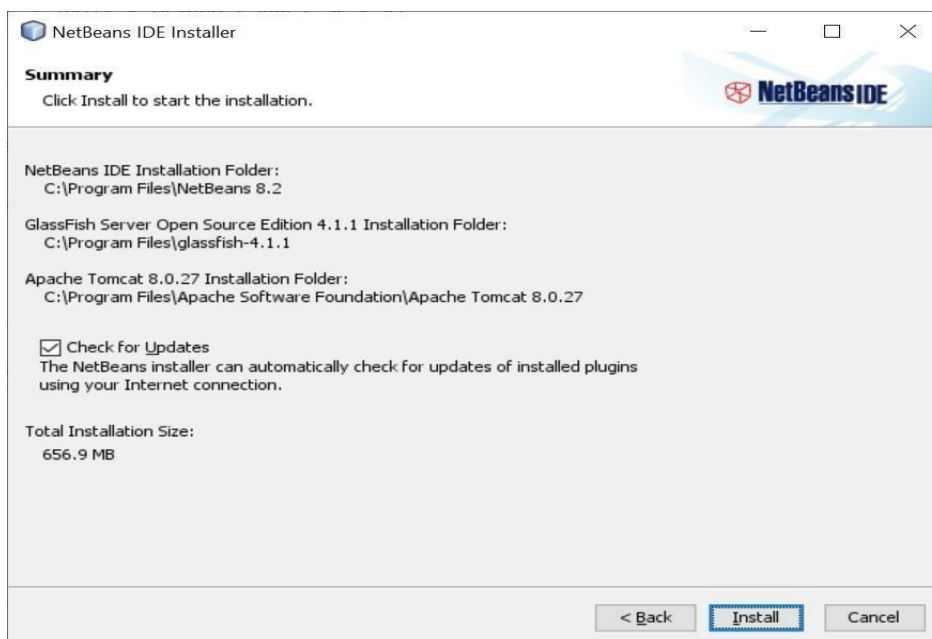 NetBeans IDE Installer
Summary
Click Install to start the installation.
NetBeans IDE
NetBeans IDE Installation Folder:
C:\Program Files\NetBeans 8.2
GlassFish Server Open Source Edition 4.1.1 Installation Folder:
C:\Program Files\glassfish-4.1.1
Apache Tomcat 8.0.27 Installation Folder:
C:\Program Files\Apache Software Foundation\Apache Tomcat 8.0.27
Check for Updates
The NetBeans installer can automatically check for updates of installed plugins
using your Internet connection.
Total Installation Size:
656.9 MB
< Back
Install
Cancel